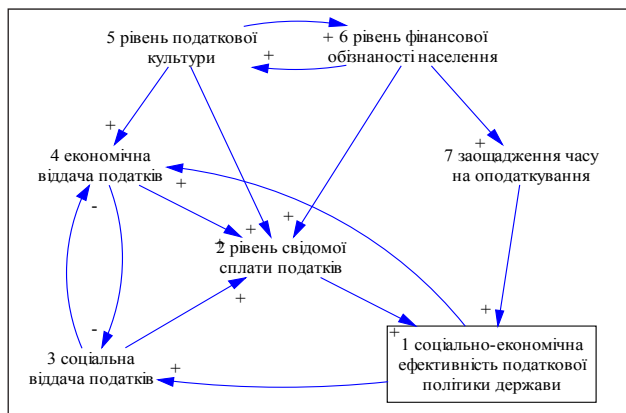 5 рівень податкової
культури
+
6 рівень фінансової
обізнаності населення
+
+
+
4 економічна
віддача податків
7 заощадження часу
на оподаткування
+
-
+
+
+
2 рівень свідомої
сплати податків
+
+
-
+
+
3 соціальна
віддача податків
+
1 соціально-економічна
ефективність податкової
політики держави